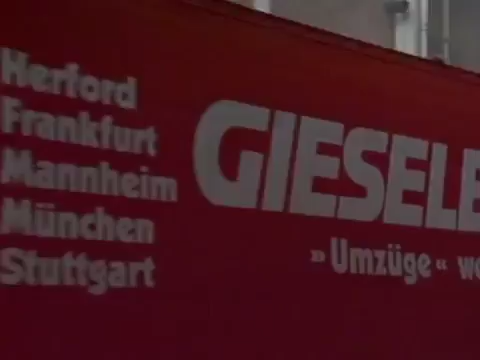 Herford
Frankfurt
Mannheim
München
Stuttgart
GIESELE
»Umzüge«